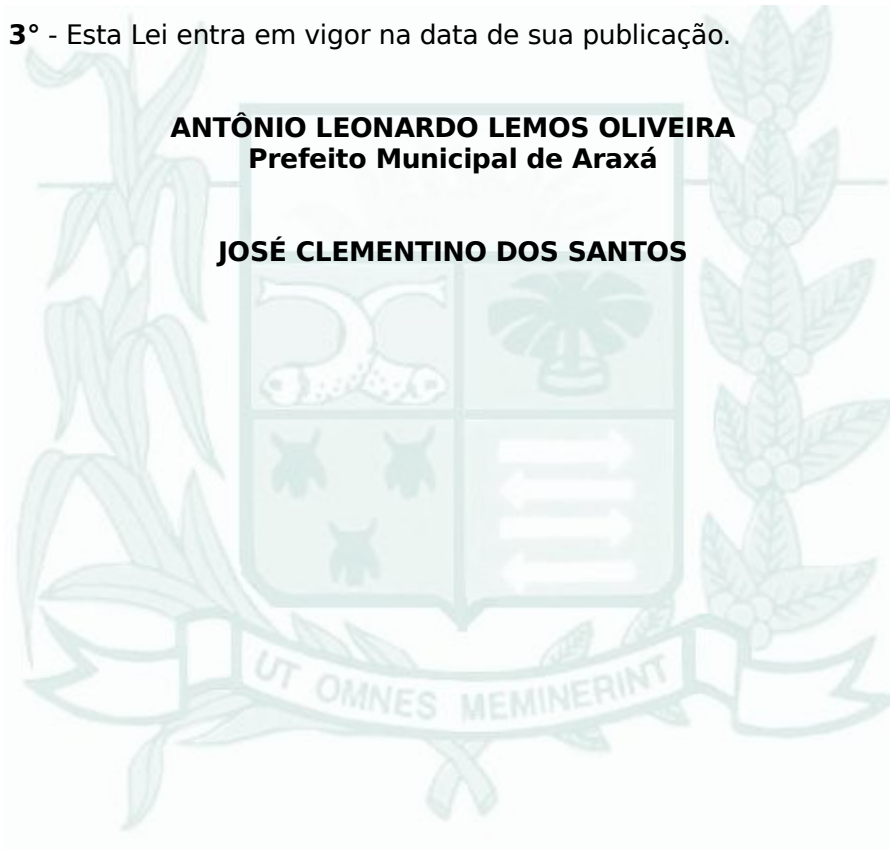 3° - Esta Lei entra em vigor na data de sua publicação.
ANTÔNIO LEONARDO LEMOS OLIVEIRA
Prefeito Municipal de Araxá
JOSÉ CLEMENTINO DOS SANTOS
UT OMNES MEMINERINT